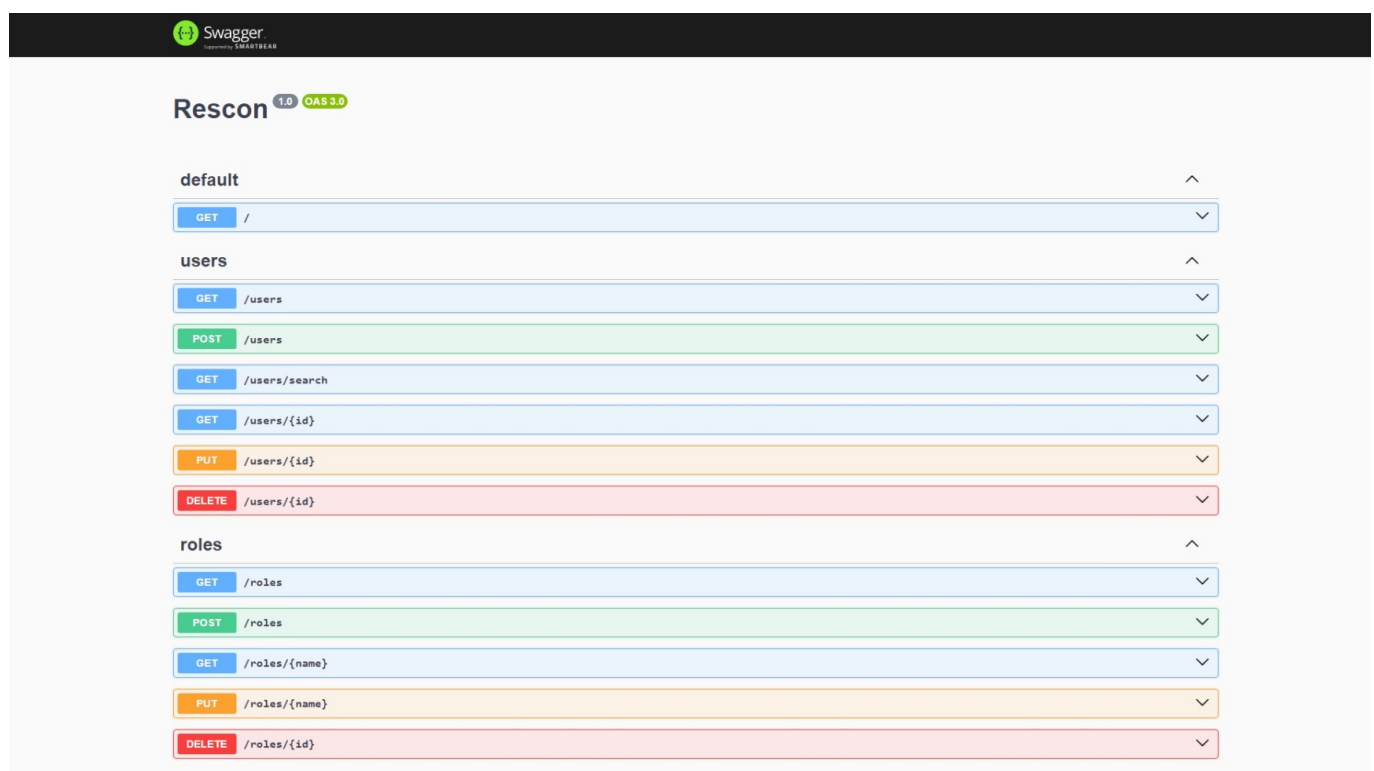 Swagger.
Supported by SMARTBEAR
Rescon 1.0 OAS 3.0
default
GET /
users
GET /users
POST /users
GET /users/search
GET /users/{id}
PUT /users/{id}
DELETE /users/{id}
roles
GET /roles
POST /roles
GET /roles/{name}
PUT /roles/{name}
DELETE /roles/{id}